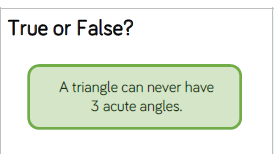 True or False?
A triangle can never have
3 acute angles.